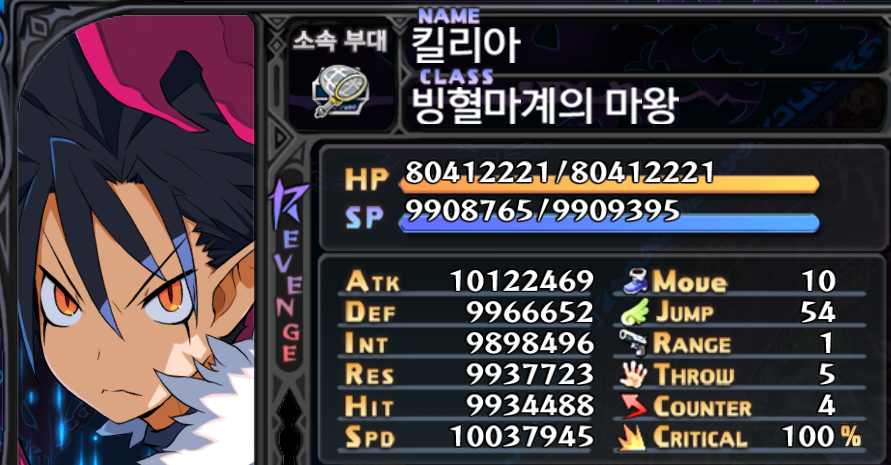 소속 부대
NAME
킬리아
CLASS
빙혈마계의 마왕
REVENGE
HP 80412221/80412221
SP 9908765/9909395
ATK 10122469
DEF 9966652
INT 9898496
RES 9937723
HIT 9934488
SPD 10037945
MOVE 10
JUMP 54
RANGE 1
THROW 5
COUNTER 4
CRITICAL 100%